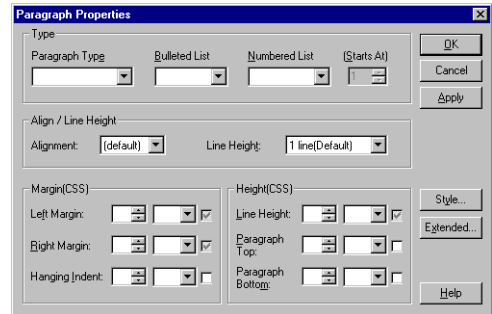 Paragraph Properties
Type
Paragraph Type Bulleted List Numbered List (Starts At)
1
OK
Cancel
Apply
Align / Line Height
Alignment: (default) Line Height: 1 line(Default)
Margin(CSS)
Left Margin:
Right Margin:
Hanging Indent:
Height(CSS)
Line Height:
Paragraph
Top:
Paragraph
Bottom:
Style...
Extended...
Help